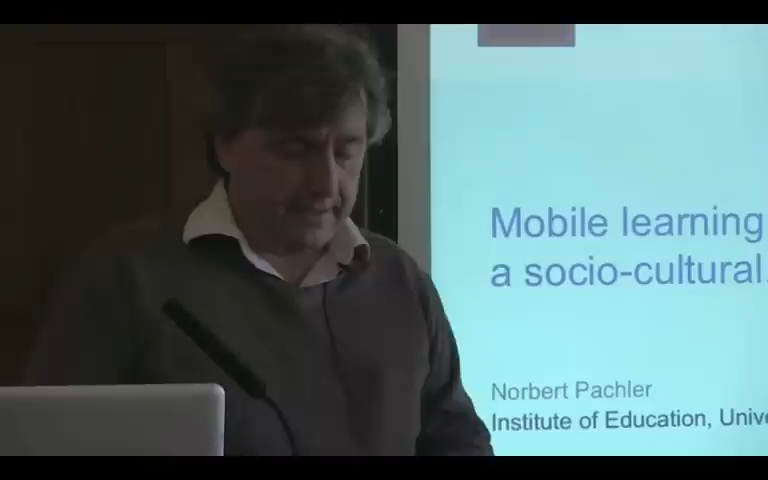 Mobile learning
a socio-cultural
Norbert Pachler
Institute of Education, Unive